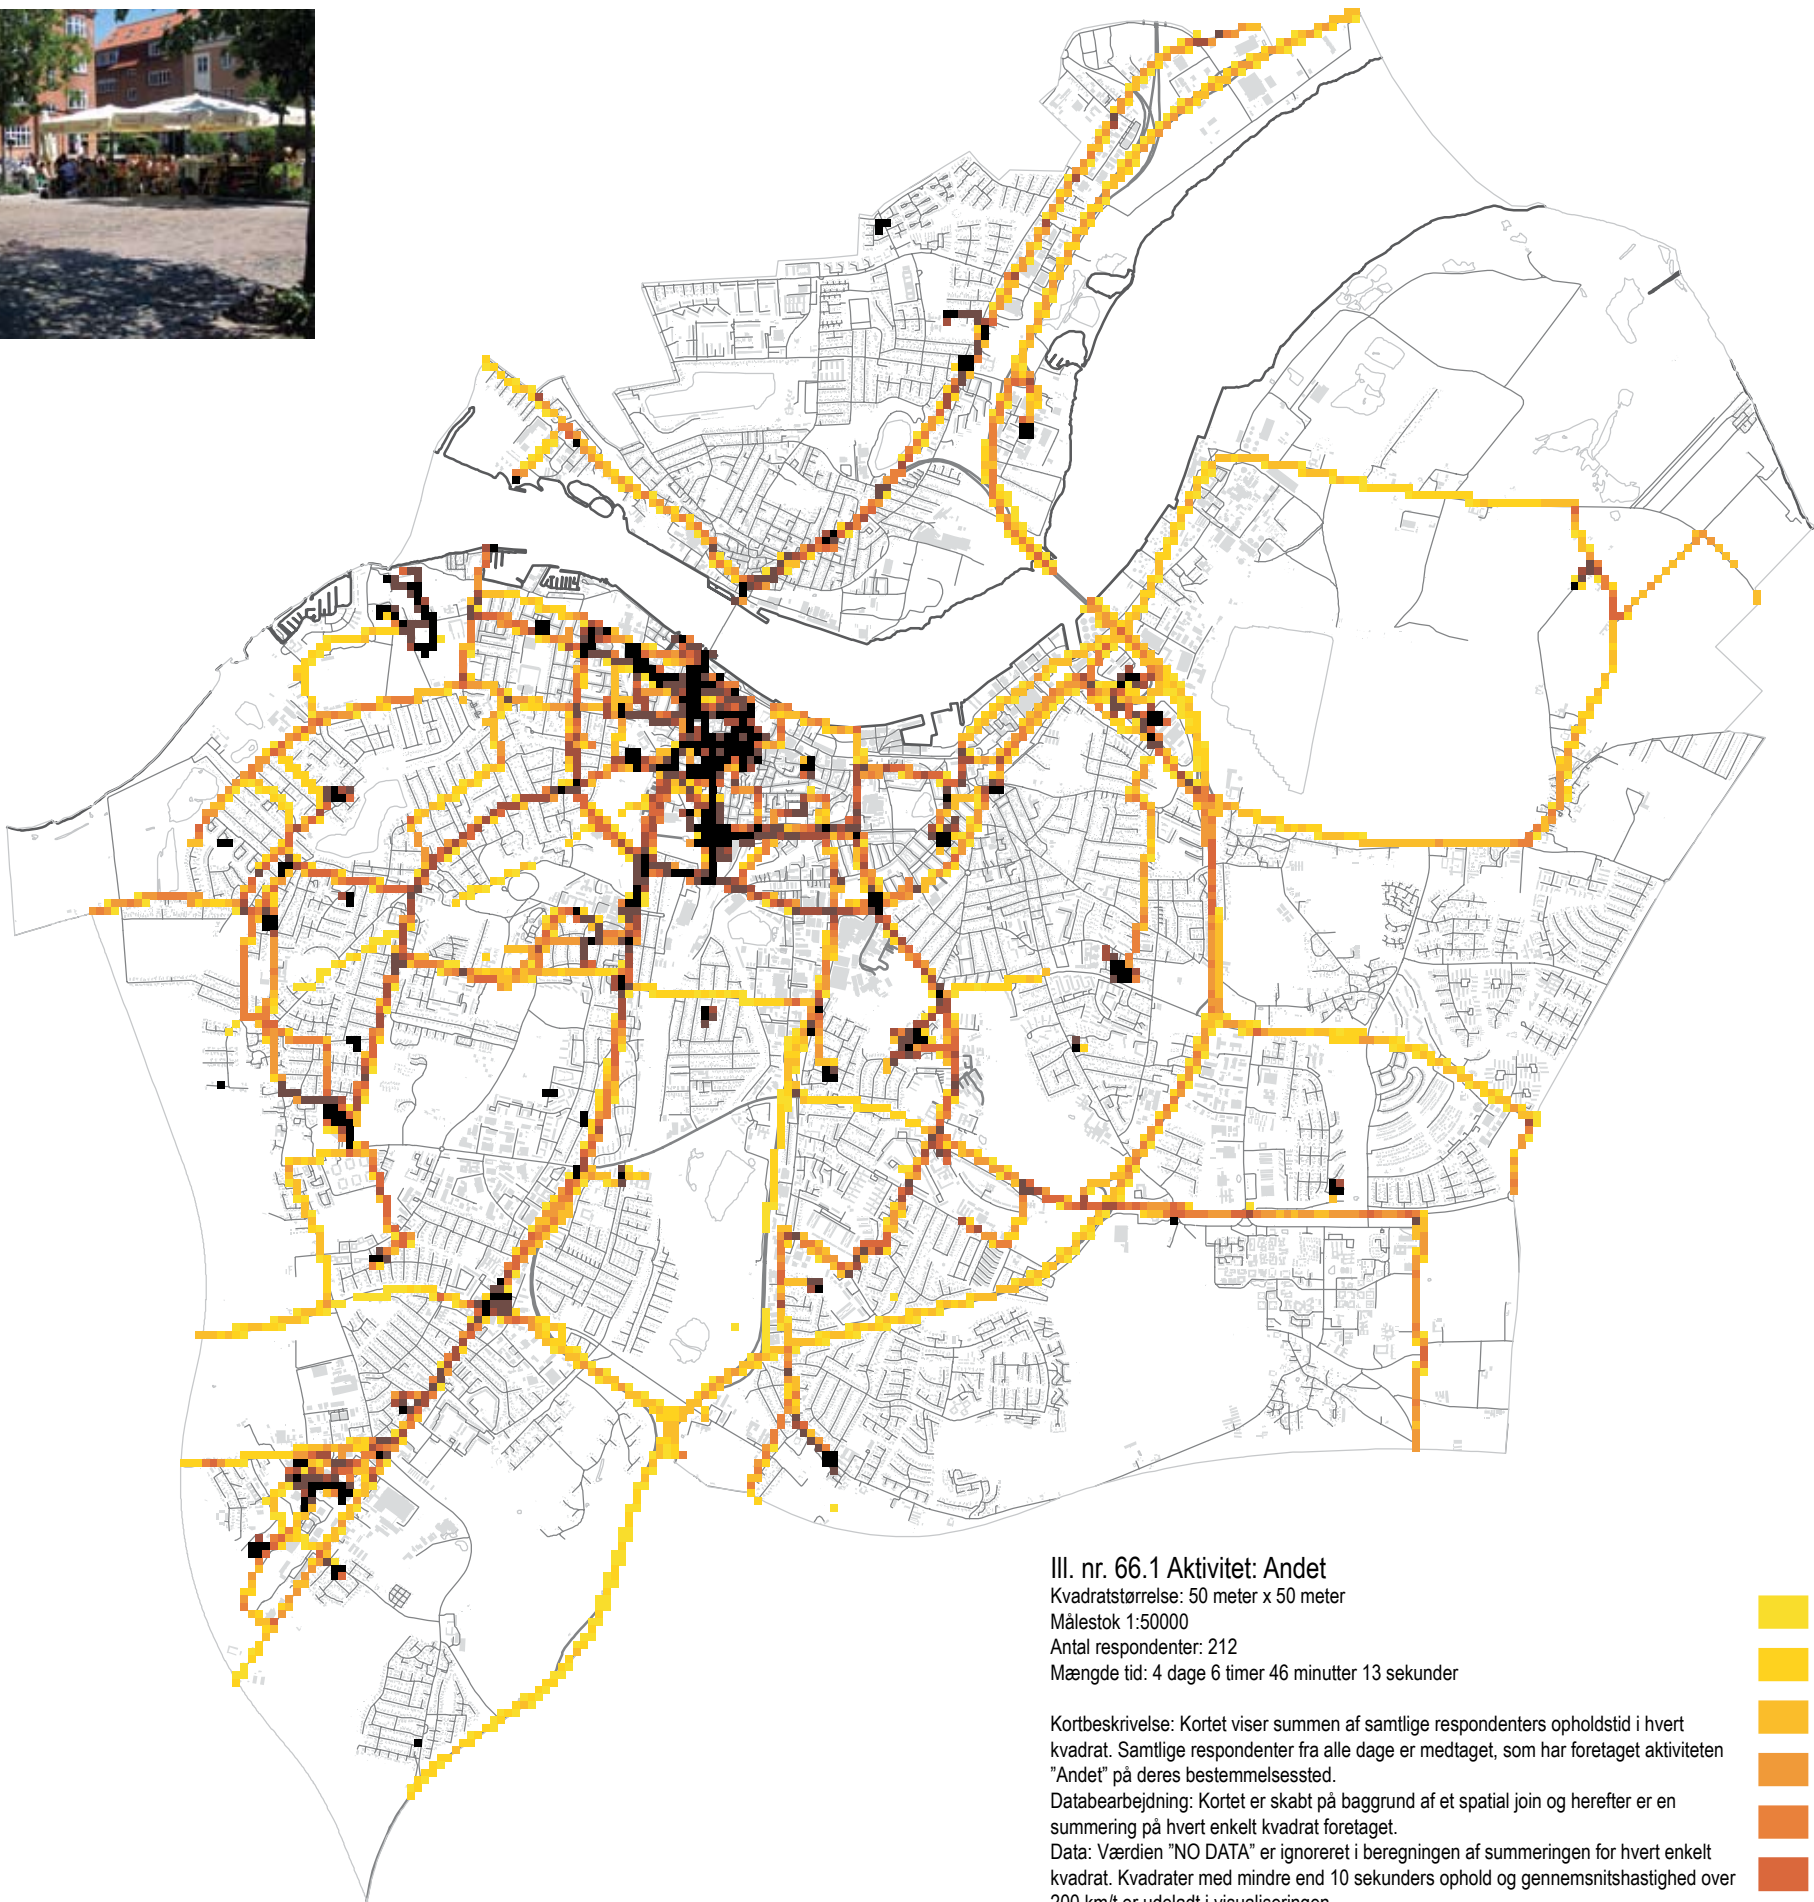 Ill. nr. 66.1 Aktivitet: Andet
Kvadratstørrelse: 50 meter x 50 meter
Målestok 1:50000
Antal respondenter: 212
Mængde tid: 4 dage 6 timer 46 minutter 13 sekunder
Kortbeskrivelse: Kortet viser summen af samtlige respondenters opholdstid i hvert
kvadrat. Samtlige respondenter fra alle dage er medtaget, som har foretaget aktiviteten
"Andet" på deres bestemmelsessted.
Databearbejdning: Kortet er skabt på baggrund af et spatial join og herefter er en
summering på hvert enkelt kvadrat foretaget.
Data: Værdien "NO DATA" er ignoreret i beregningen af summeringen for hvert enkelt
kvadrat. Kvadrater med mindre end 10 sekunders ophold og gennemsnitshastighed over
200 km/t er udeladt i visualiseringen